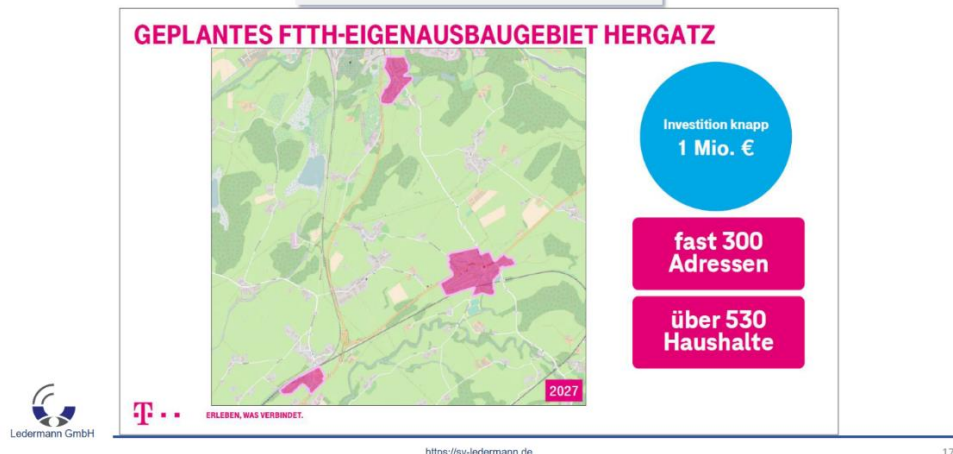 GEPLANTES FTTH-EIGENAUSBAUGEBIET HERGATZ
Investition knapp
1 Mio. €
fast 300
Adressen
über 530
Haushalte
2027
T
ERLEBEN, WAS VERBINDET.
Ledermann GmbH
https://sv-ledermann.de
17